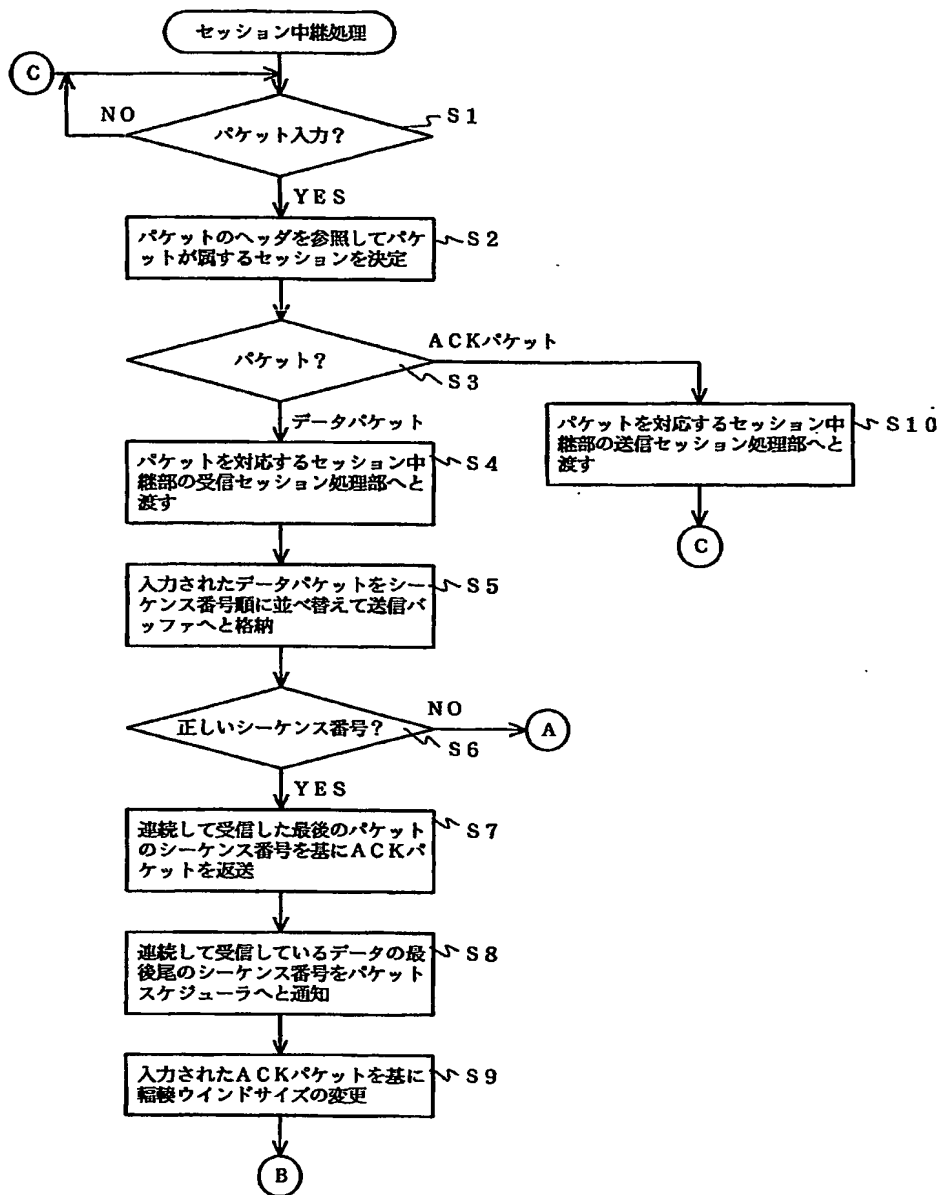 セッション中継処理
C
NO
S1
パケット入力?
YES
パケットのヘッダを参照してパケ
ットが属するセッションを決定
S2
ACKパケット
パケット?
S3
データパケット
パケットを対応するセッション中
継部の受信セッション処理部へと
渡す
S4
パケットを対応するセッション中
継部の送信セッション処理部へと
渡す
S10
C
入力されたデータパケットをシー
ケンス番号順に並べ替えて送信バ
ッファへと格納
S5
正しいシーケンス番号?
NO
A
S6
YES
連続して受信した最後のパケット
のシーケンス番号を基にACKパ
ケットを返送
S7
連続して受信しているデータの最
後尾のシーケンス番号をパケット
スケジューラへと通知
S8
入力されたACKパケットを基に
輻輳ウインドサイズの変更
S9
B